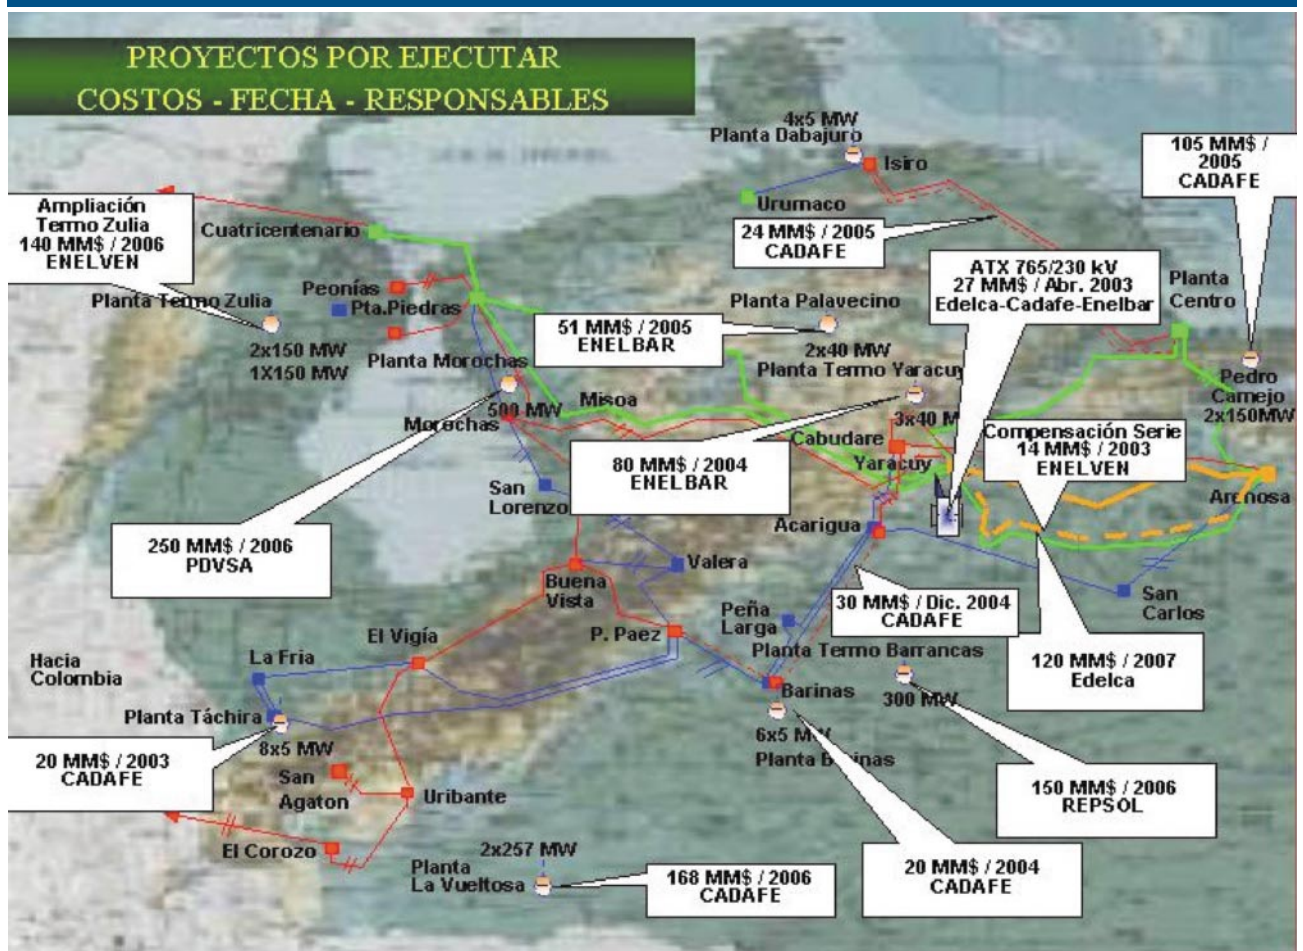 PROYECTOS POR EJECUTAR
COSTOS - FECHA - RESPONSABLES
4x5 MW
Planta Dabajuro
Isiro
Urumaco
105 MM$ /
2005
CADAFE
Ampliación
Termo Zulia
140 MM$ / 2006
ENELVEN
Cuatricentenario
24 MM$ / 2005
CADAFE
ATX 765/230 kV
27 MM$ / Abr. 2003
Edelca-Cadafe-Enelbar
Planta
Centro
Peonías
Planta Termo Zulia
Pta.Piedras
Planta Palavecino
51 MM$ / 2005
ENELBAR
2x150 MW
1X150 MW
Planta Morochas
2x40 MW
Planta Termo Yaracuy
Pedro
Camejo
2x150MW
500 MW
Misoa
Morochas
3x40 M
Cabudare
Compensación Serie
14 MM$ / 2003
ENELVEN
80 MM$ / 2004
ENELBAR
Yaracuy
San
Lorenzo
Arenosa
Acarigua
250 MM$ / 2006
PDVSA
Valera
Buena
Vista
San
Carlos
Peña
Larga
30 MM$ / Dic. 2004
CADAFE
El Vigía
P. Paez
Planta Termo Barrancas
120 MM$ / 2007
Edelca
Hacia
Colombia
La Fria
Barinas
300 MW
Planta Táchira
6x5 MW
Planta Barinas
8x5 MW
20 MM$ / 2003
CADAFE
San
Agaton
Uribante
150 MM$ / 2006
REPSOL
El Corozo
2x257 MW
Planta
La Vueltosa
168 MM$ / 2006
CADAFE
20 MM$ / 2004
CADAFE